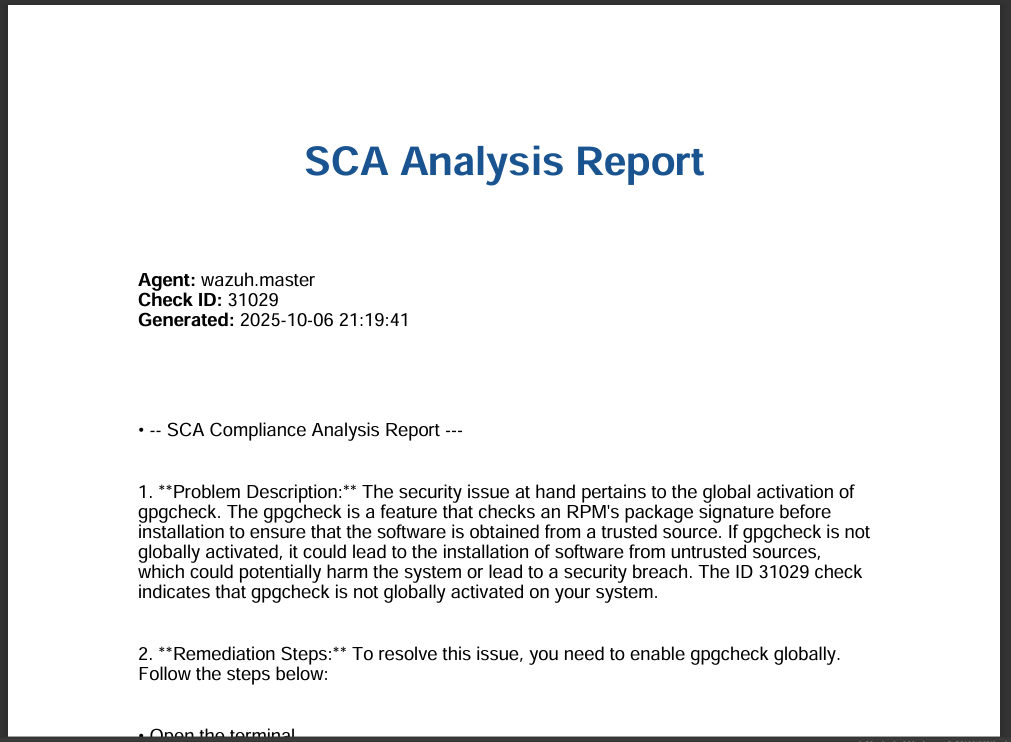 SCA Analysis Report
Agent: wazuh.master
Check ID: 31029
Generated: 2025-10-06 21:19:41
• -- SCA Compliance Analysis Report ---
1. **Problem Description:** The security issue at hand pertains to the global activation of
gpgcheck. The gpgcheck is a feature that checks an RPM's package signature before
installation to ensure that the software is obtained from a trusted source. If gpgcheck is not
globally activated, it could lead to the installation of software from untrusted sources,
which could potentially harm the system or lead to a security breach. The ID 31029 check
indicates that gpgcheck is not globally activated on your system.
2. **Remediation Steps:** To resolve this issue, you need to enable gpgcheck globally.
Follow the steps below:
• Open the terminal